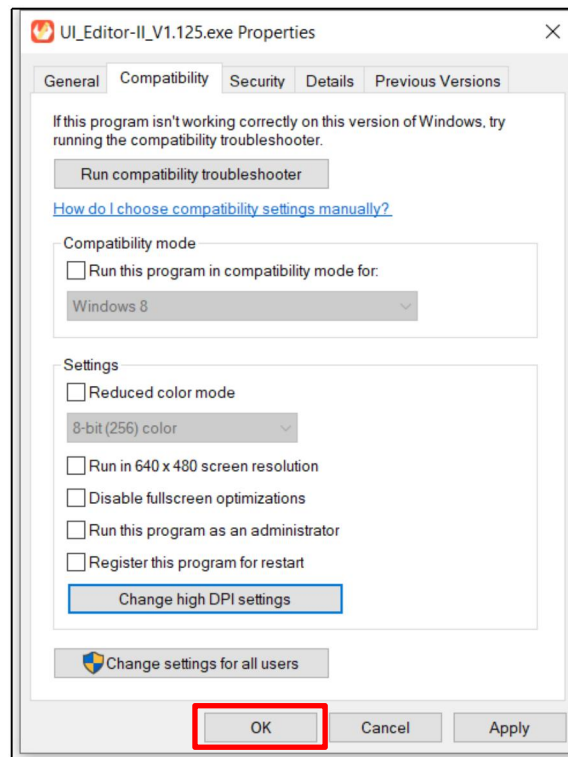 UI_Editor-II_V1.125.exe Properties
General Compatibility Security Details Previous Versions
If this program isn't working correctly on this version of Windows, try
running the compatibility troubleshooter.
Run compatibility troubleshooter
How do I choose compatibility settings manually?
Compatibility mode
Run this program in compatibility mode for:
Windows 8
Settings
Reduced color mode
8-bit (256) color
Run in 640 x 480 screen resolution
Disable fullscreen optimizations
Run this program as an administrator
Register this program for restart
Change high DPI settings
Change settings for all users
OK Cancel Apply